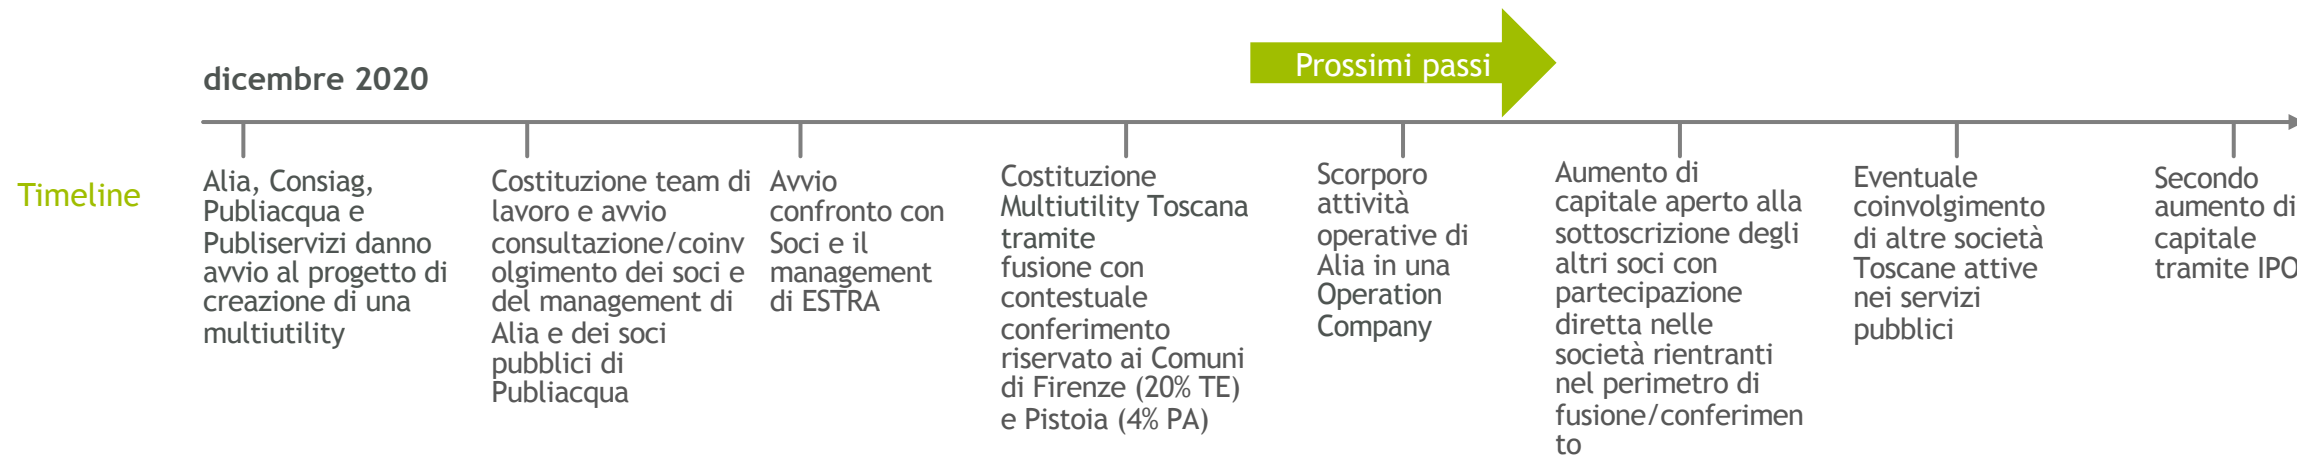 Prossimi passi
dicembre 2020
Timeline
Alia, Consiag,
Publiacqua e
Publiservizi danno
avvio al progetto di
creazione di una
multiutility
Costituzione team di
lavoro e avvio
consultazione/coinv
olgimento dei soci e
del management di
Alia e dei soci
pubblici di
Publiacqua
Avvio
confronto con
Soci e il
management
di ESTRA
Costituzione
Multiutility Toscana
tramite
fusione con
contestuale
conferimento
riservato ai Comuni
di Firenze (20% TE)
e Pistoia (4% PA)
Scorporo
attività
operative di
Alia in una
Operation
Company
Aumento di
capitale aperto alla
sottoscrizione degli
altri soci con
partecipazione
diretta nelle
società rientranti
nel perimetro di
fusione/conferimen
to
Eventuale
coinvolgimento
di altre società
Toscane attive
nei servizi
pubblici
Secondo
aumento di
capitale
tramite IPO